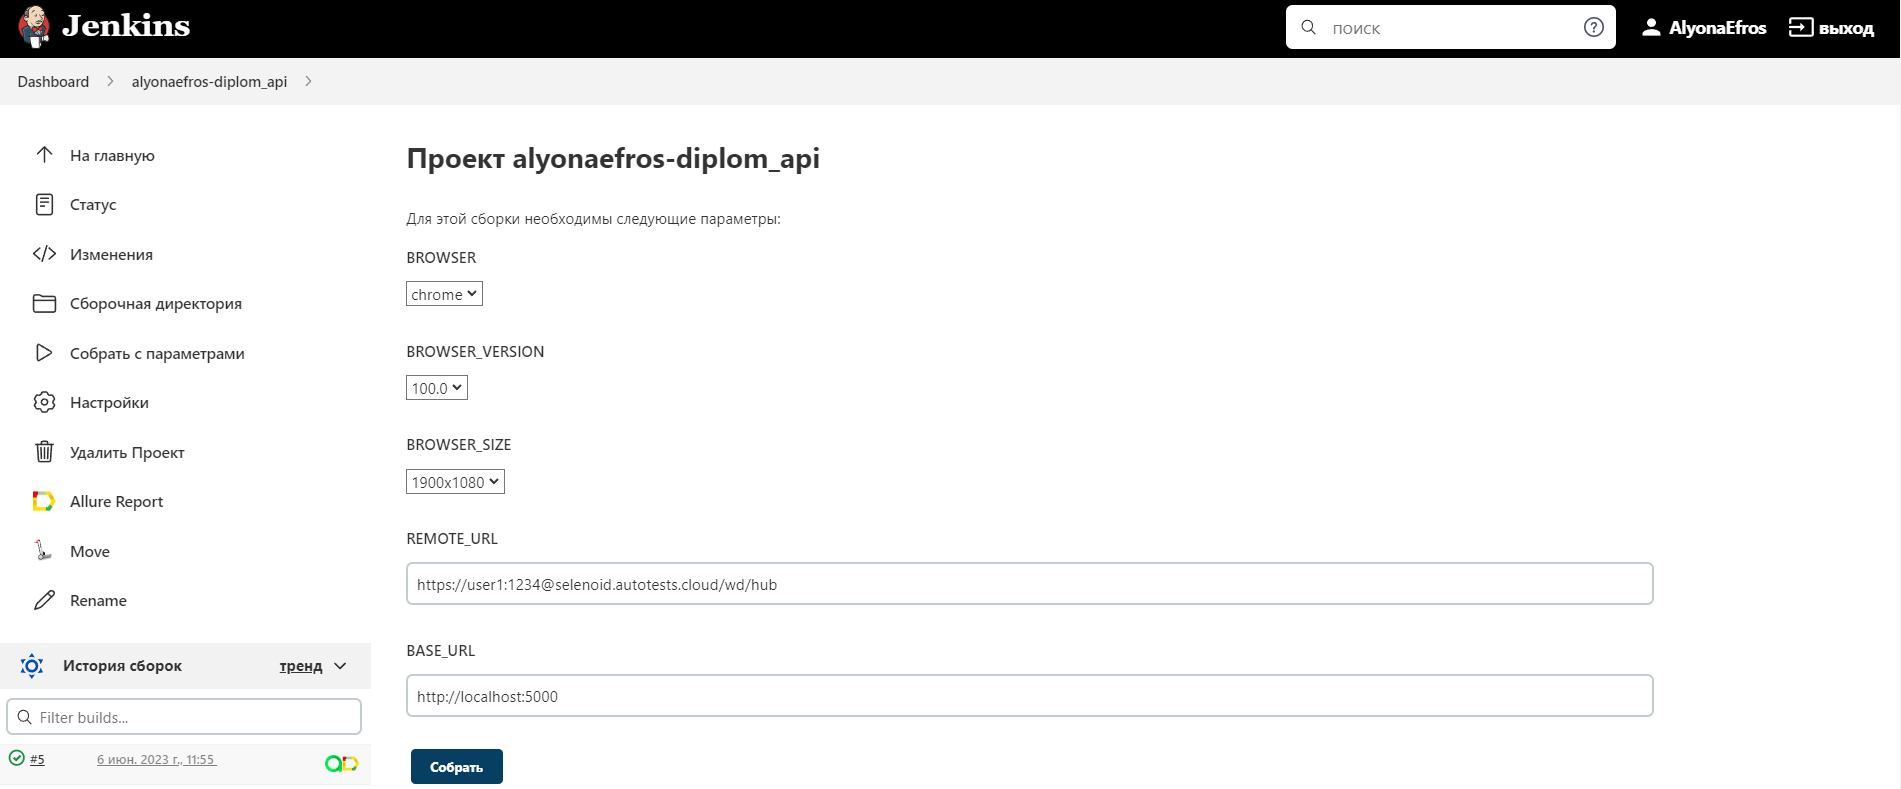 Jenkins
поиск
AlyonaEfros
выход
Dashboard
alyonaefros-diplom_api
На главную
Статус
Изменения
Сборочная директория
Собрать с параметрами
Настройки
Удалить Проект
Allure Report
Move
Rename
История сборок
тренд
Filter builds...
#5
6 июн. 2023 г., 11:55
Проект alyonaefros-diplom_api
Для этой сборки необходимы следующие параметры:
BROWSER
chrome
BROWSER_VERSION
100.0
BROWSER_SIZE
1900x1080
REMOTE_URL
https://user1:1234@selenoid.autotests.cloud/wd/hub
BASE_URL
http://localhost:5000
Собрать